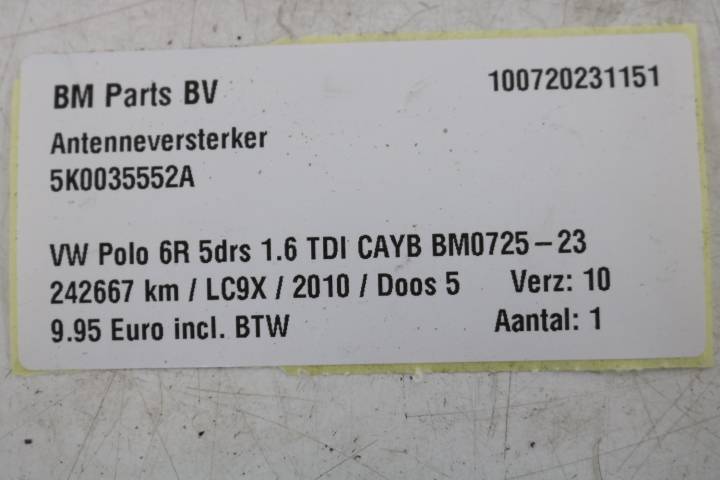 BM Parts BV 100720231151
Antenneversterker
5K0035552A
VW Polo 6R 5drs 1.6 TDI CAYB BM0725-23
242667 km / LC9X / 2010 / Doos 5 Verz: 10
9.95 Euro incl. BTW Aantal: 1